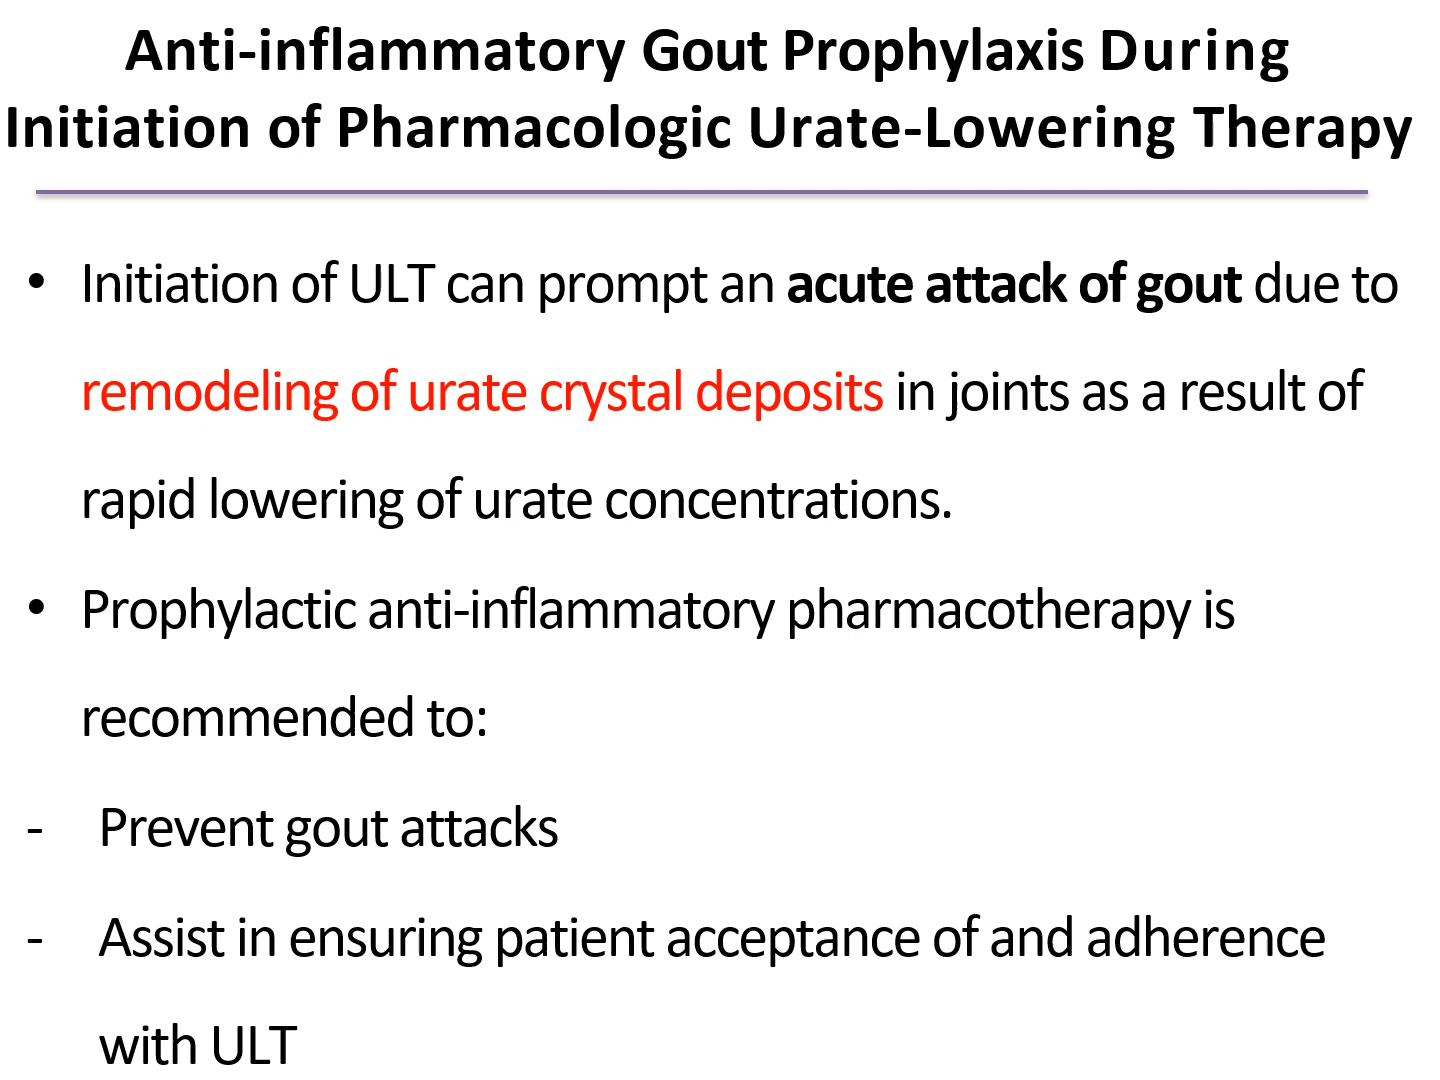 Anti-inflammatory Gout Prophylaxis During
Initiation of Pharmacologic Urate-Lowering Therapy
• Initiation of ULT can prompt an acute attack of gout due to
remodeling of urate crystal deposits in joints as a result of
rapid lowering of urate concentrations.
• Prophylactic anti-inflammatory pharmacotherapy is
recommended to:
- Prevent gout attacks
- Assist in ensuring patient acceptance of and adherence
with ULT